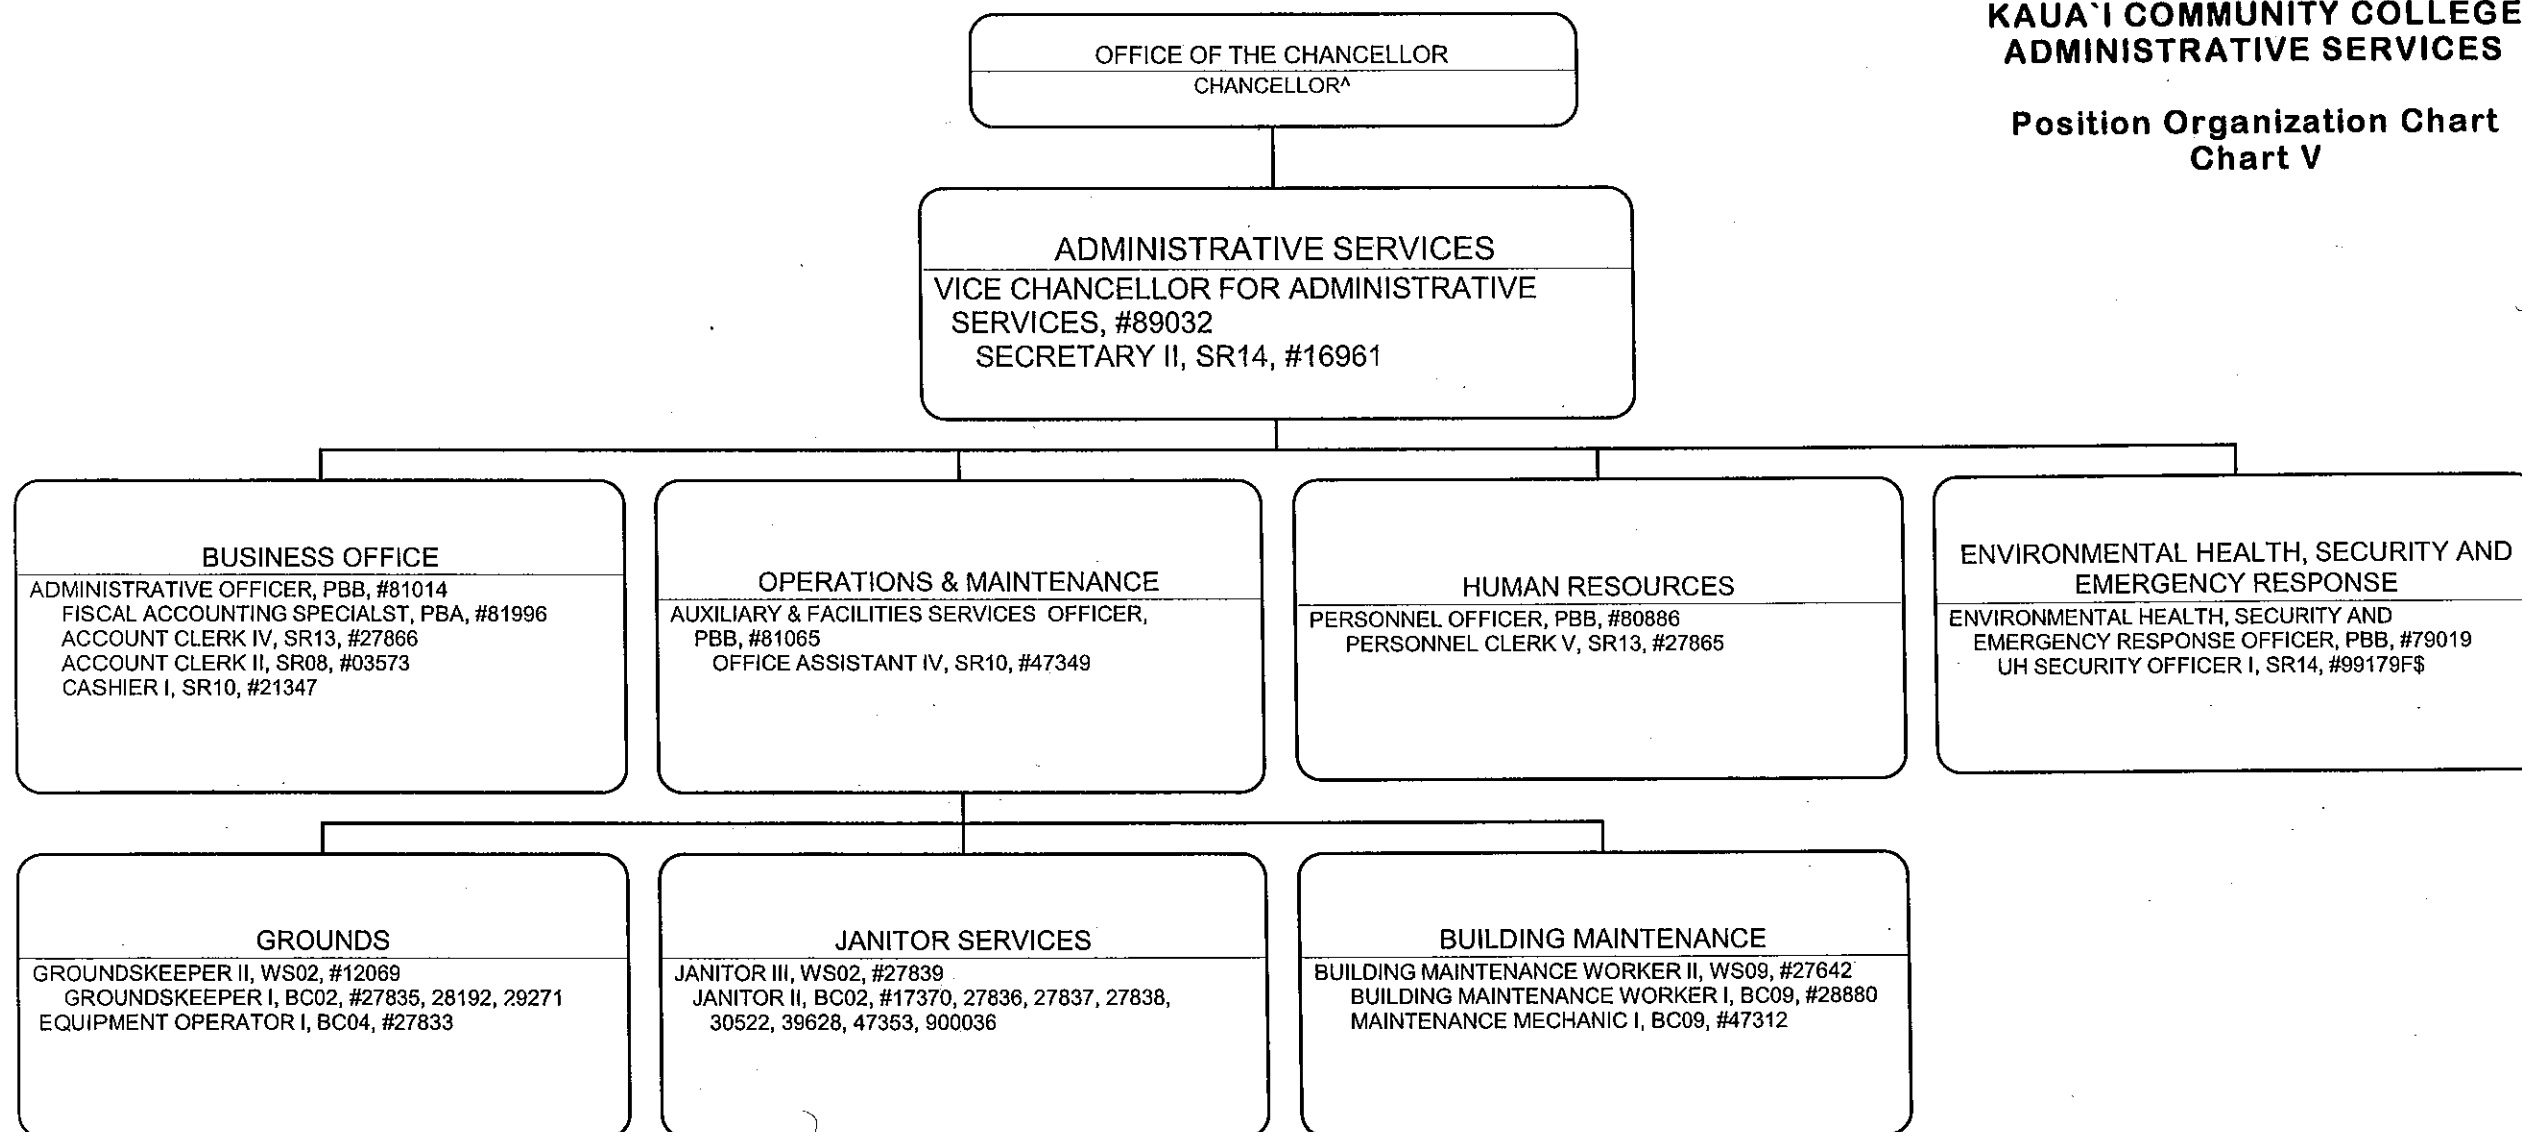 KAUA`I COMMUNITY COLLEGE
ADMINISTRATIVE SERVICES
Position Organization Chart
Chart V
OFFICE OF THE CHANCELLOR
CHANCELLOR^
ADMINISTRATIVE SERVICES
VICE CHANCELLOR FOR ADMINISTRATIVE
SERVICES, #89032
SECRETARY II, SR14, #16961
BUSINESS OFFICE
ADMINISTRATIVE OFFICER, PBB, #81014
FISCAL ACCOUNTING SPECIALST, PBA, #81996
ACCOUNT CLERK IV, SR13, #27866
ACCOUNT CLERK II, SR08, #03573
CASHIER I, SR10, #21347
OPERATIONS & MAINTENANCE
AUXILIARY & FACILITIES SERVICES OFFICER,
PBB, #81065
OFFICE ASSISTANT IV, SR10, #47349
HUMAN RESOURCES
PERSONNEL OFFICER, PBB, #80886
PERSONNEL CLERK V, SR13, #27865
ENVIRONMENTAL HEALTH, SECURITY AND
EMERGENCY RESPONSE
ENVIRONMENTAL HEALTH, SECURITY AND
EMERGENCY RESPONSE OFFICER, PBB, #79019
UH SECURITY OFFICER I, SR14, #99179F$
GROUNDS
GROUNDSKEEPER II, WS02, #12069
GROUNDSKEEPER I, BC02, #27835, 28192, 29271
EQUIPMENT OPERATOR I, BC04, #27833
JANITOR SERVICES
JANITOR III, WS02, #27839
JANITOR II, BC02, #17370, 27836, 27837, 27838,
30522, 39628, 47353, 900036
BUILDING MAINTENANCE
BUILDING MAINTENANCE WORKER II, WS09, #27642
BUILDING MAINTENANCE WORKER I, BC09, #28880
MAINTENANCE MECHANIC I, BC09, #47312